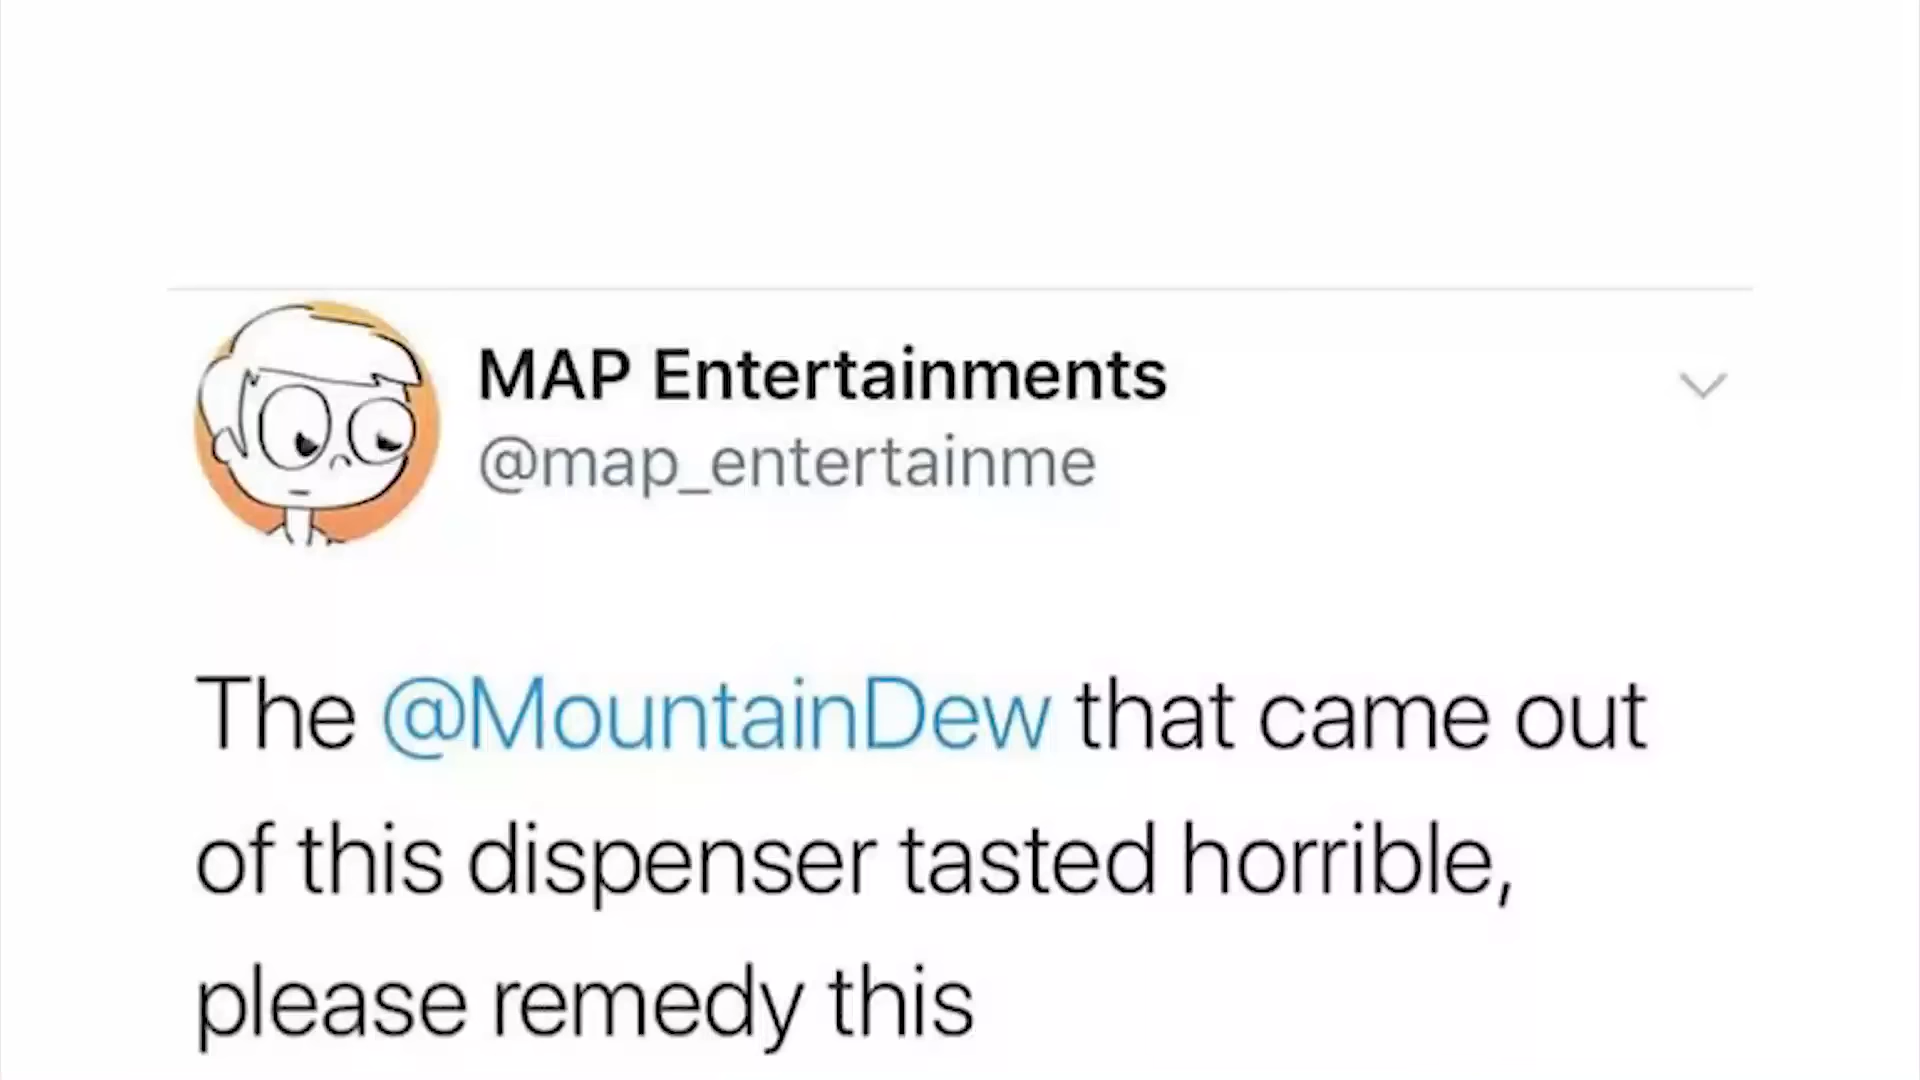 MAP Entertainments
@map_entertainme
The @MountainDew that came out
of this dispenser tasted horrible,
please remedy this